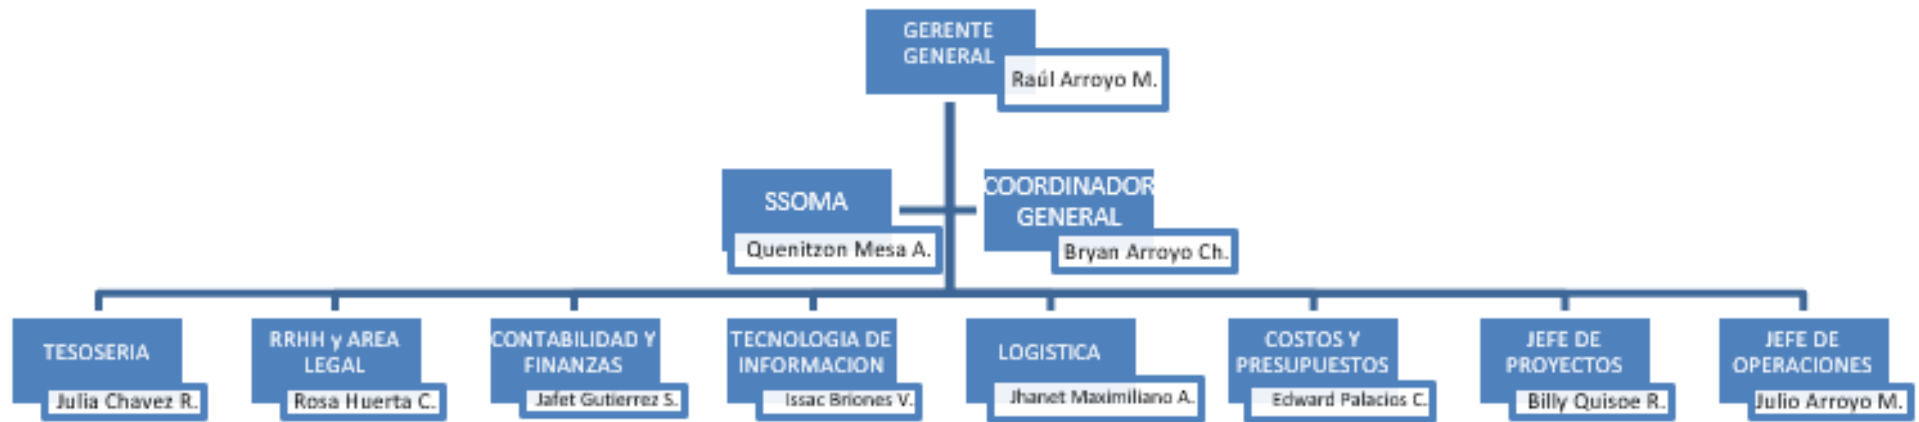 GERENTE
GENERAL
Raúl Arroyo M.
SSOMA
Quenitzon Mesa A.
COORDINADOR
GENERAL
Bryan Arroyo Ch.
TESOSERIA
Julia Chavez R.
RRHH y AREA
LEGAL
Rosa Huerta C.
CONTABILIDAD Y
FINANZAS
Jafet Gutierrez S.
TECNOLOGIA DE
INFORMACION
Issac Briones V.
LOGISTICA
Jhanet Maximiliano A.
COSTOS Y
PRESUPUESTOS
Edward Palacios C.
JEFE DE
PROYECTOS
Billy Quispe R.
JEFE DE
OPERACIONES
Julio Arroyo M.